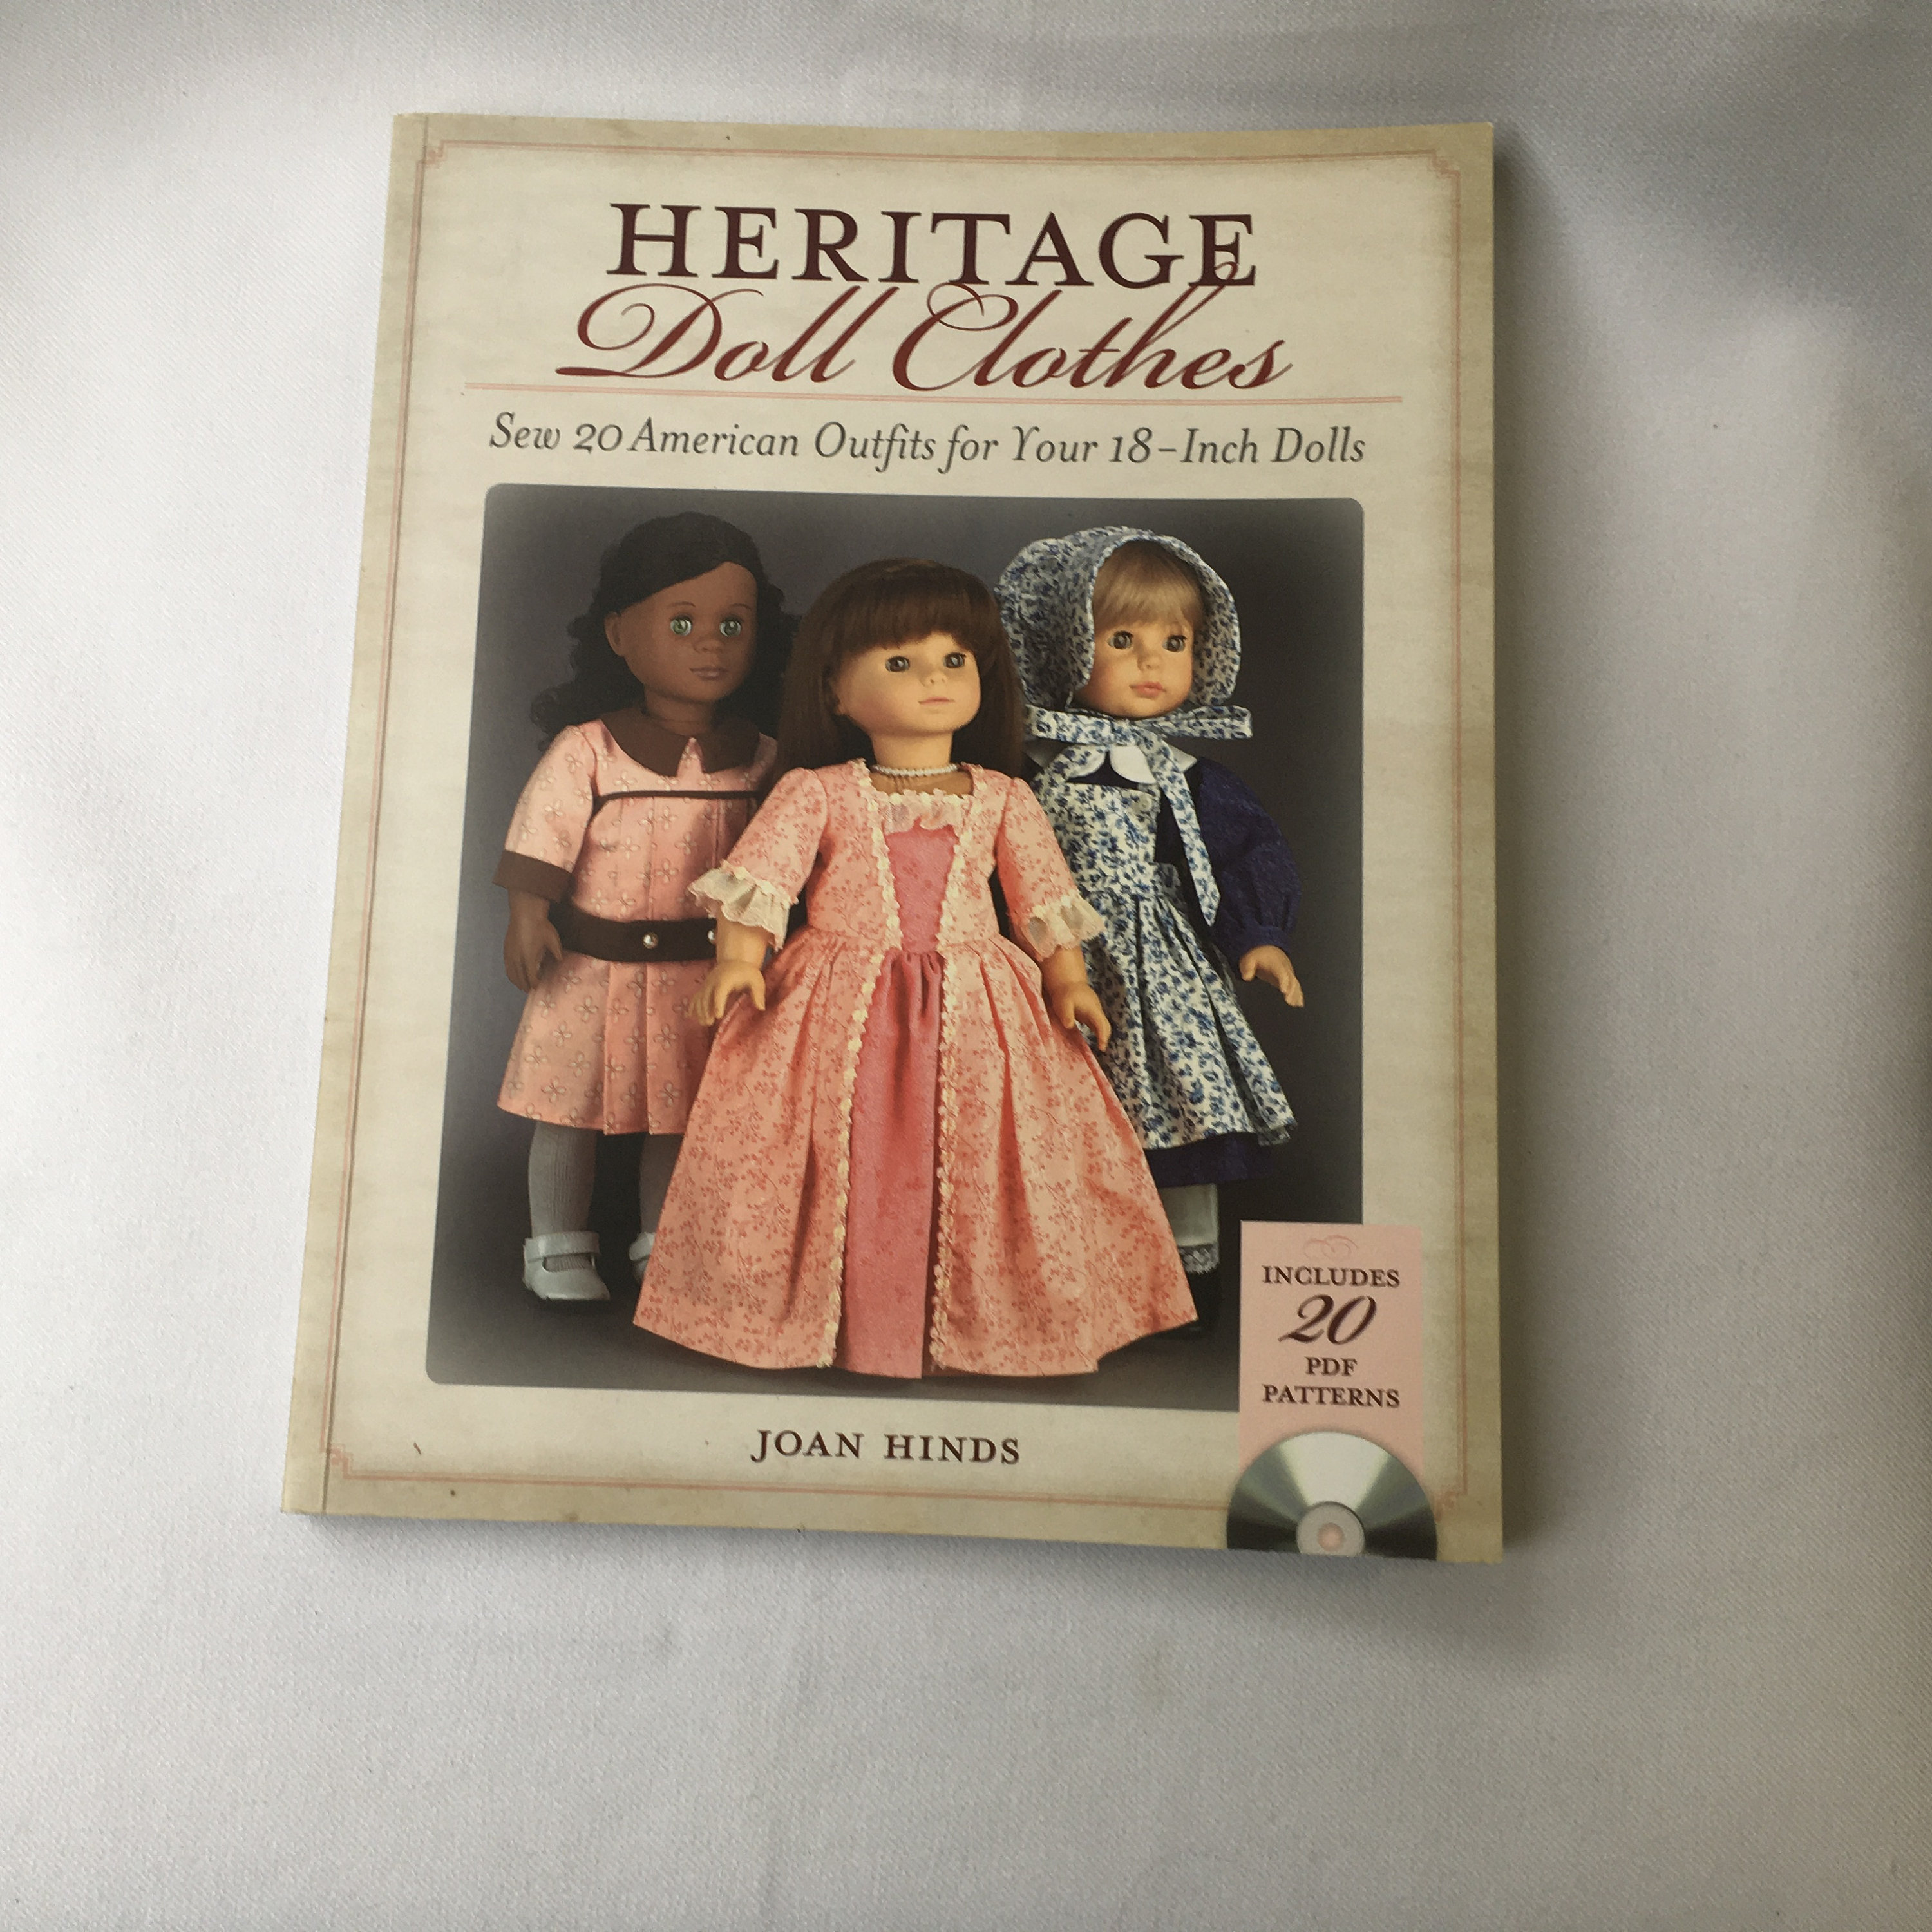 HERITAGE
Doll Clothes
Sew 20 American Outfits for Your 18-Inch Dolls
INCLUDES
20
PDF
PATTERNS
JOAN HINDS